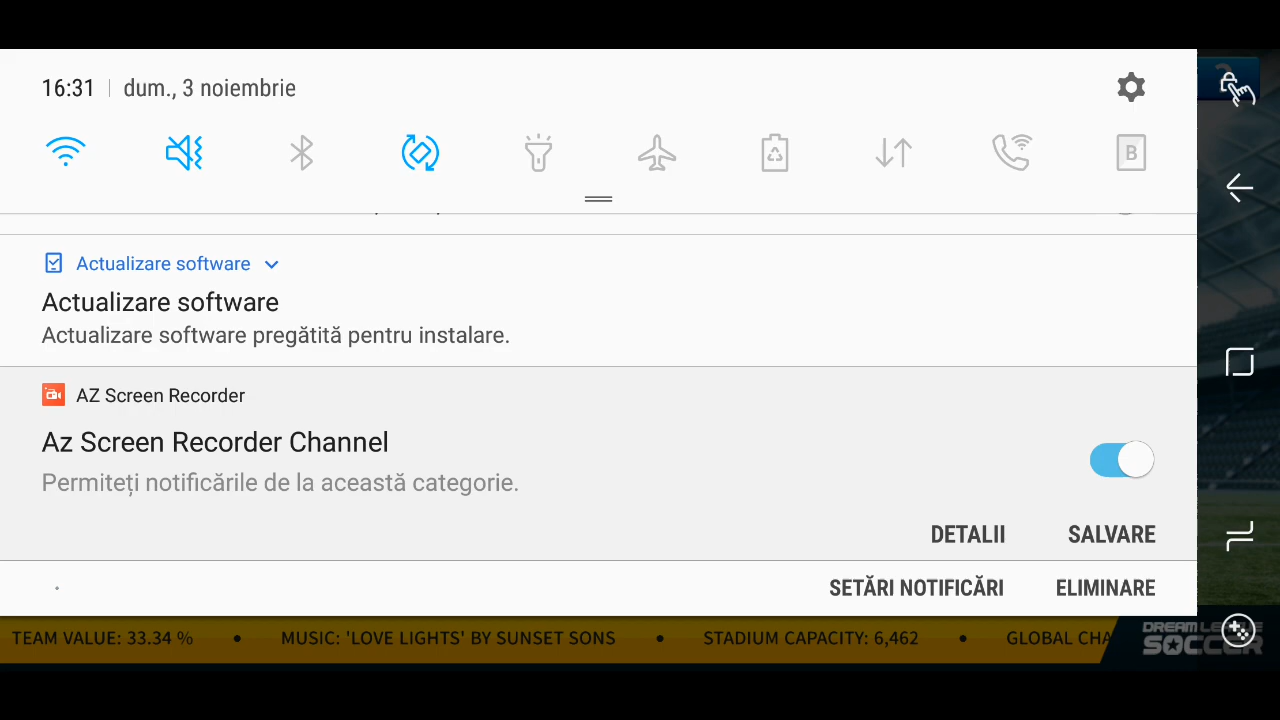 16:31 dum., 3 noiembrie
B
Actualizare software
Actualizare software
Actualizare software pregătită pentru instalare.
AZ Screen Recorder
Az Screen Recorder Channel
Permiteți notificările de la această categorie.
DETALII SALVARE
SETĂRI NOTIFICĂRI ELIMINARE
TEAM VALUE: 33.34 % • MUSIC: 'LOVE LIGHTS' BY SUNSET SONS • STADIUM CAPACITY: 6,462 • GLOBAL CHA
DREAM LEAGUE
SOCCER